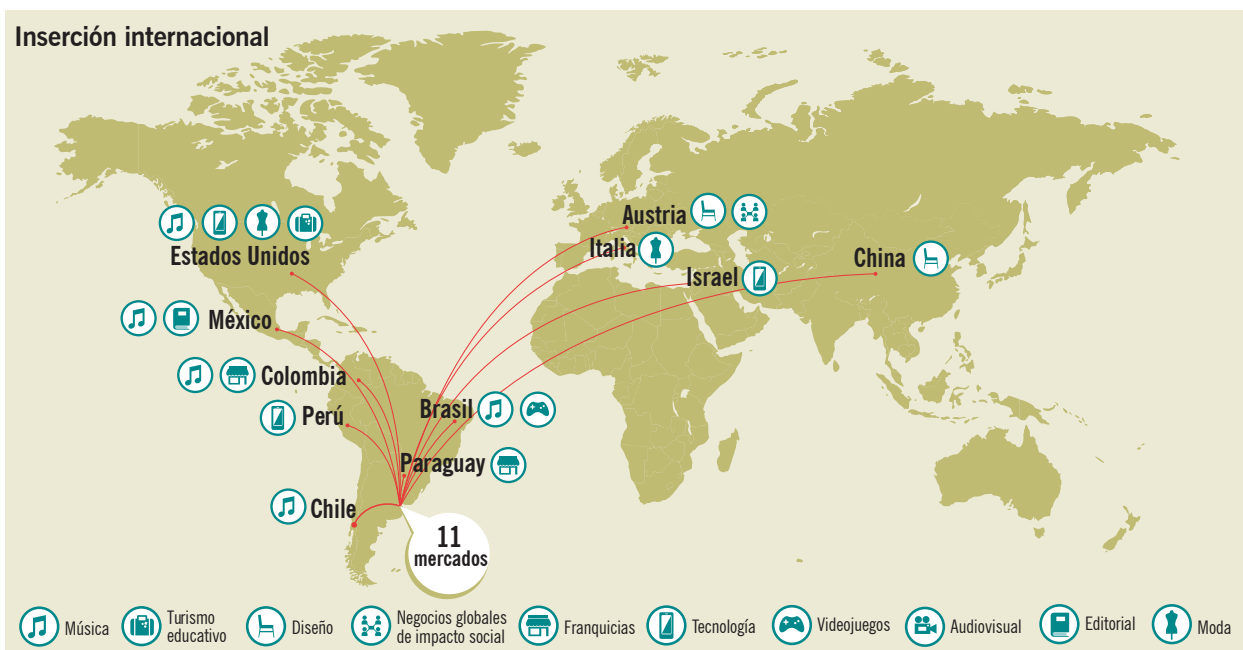 Inserción internacional
Austria
Italia
Estados Unidos
China
Israel
México
Colombia
Perú
Brasil
Paraguay
Chile
11
mercados
Música
Turismo
educativo
Diseño
Negocios globales
de impacto social
Franquicias
Tecnología
Videojuegos
Audiovisual
Editorial
Moda